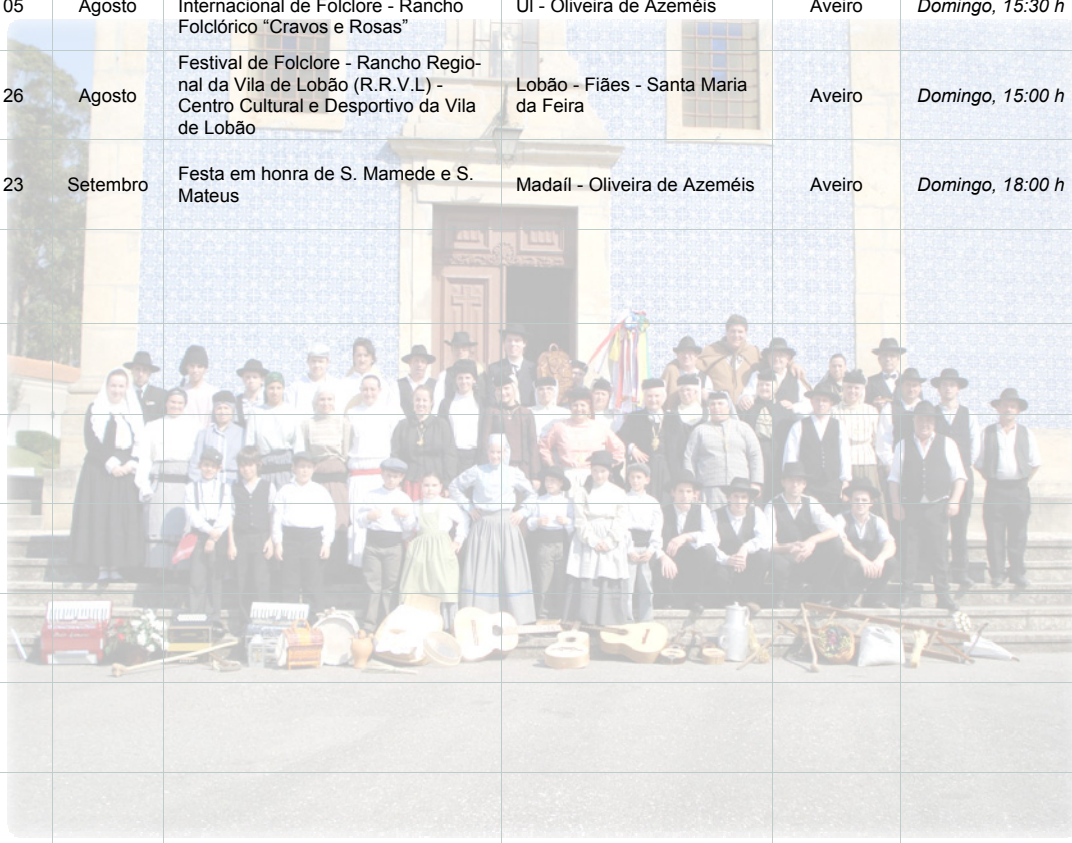 05 Agosto Internacional de Folclore - Rancho Folclórico “Cravos e Rosas” Ul - Oliveira de Azeméis Aveiro Domingo, 15:30 h
26 Agosto Festival de Folclore - Rancho Regio-
nal da Vila de Lobão (R.R.V.L) -
Centro Cultural e Desportivo da Vila
de Lobão Lobão - Fiães - Santa Maria
da Feira Aveiro Domingo, 15:00 h
23 Setembro Festa em honra de S. Mamede e S.
Mateus Madaíl - Oliveira de Azeméis Aveiro Domingo, 18:00 h